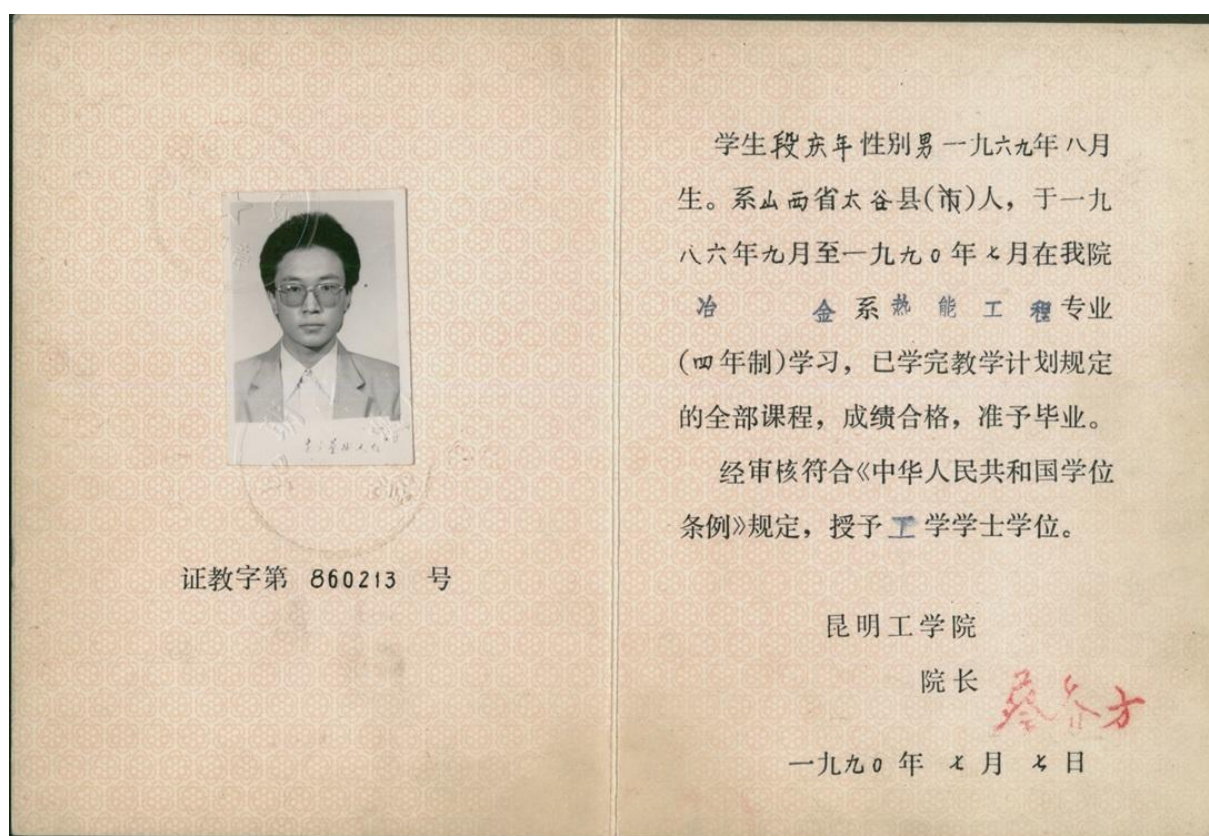 证教字第 860213 号
学生段庆年性别男一九六九年八月
生。系山西省太谷县(市)人，于一九
八六年九月至一九九0年七月在我院
冶 金系热能工程专业
(四年制)学习，已学完教学计划规定
的全部课程，成绩合格，准予毕业。
经审核符合《中华人民共和国学位
条例》规定，授予工学学士学位。
昆明工学院
院长
一九九0年七月七日